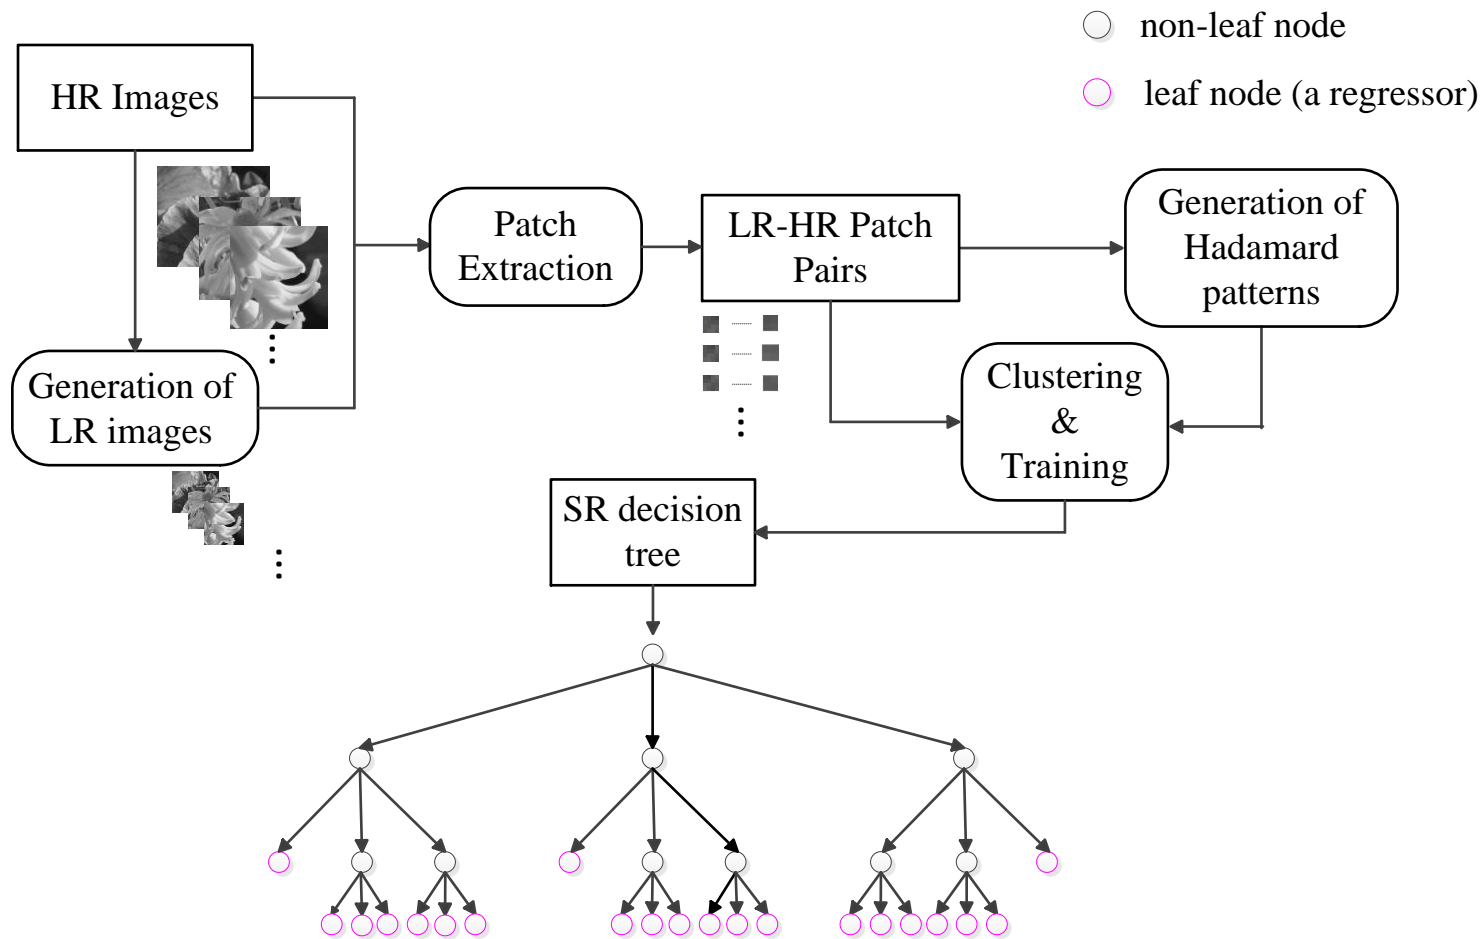 non-leaf node
leaf node (a regressor)
HR Images
Generation of
LR images
Patch
Extraction
LR-HR Patch
Pairs
Generation of
Hadamard
patterns
Clustering
&
Training
SR decision
tree